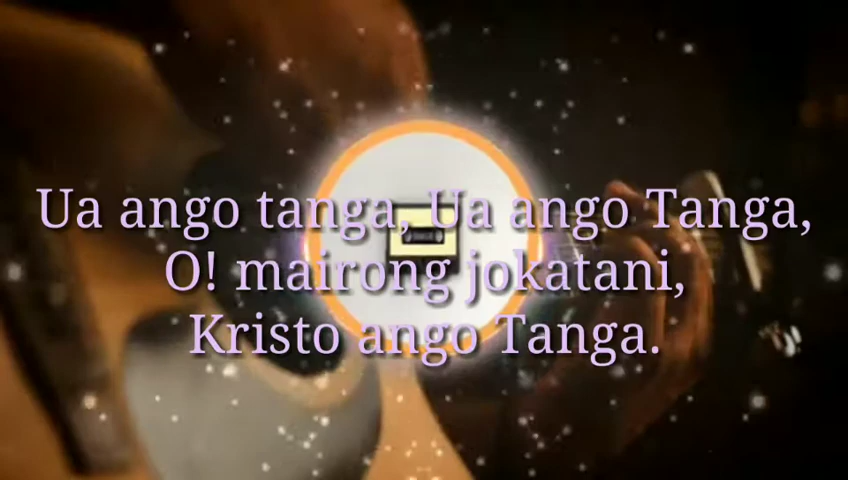 Ua ango tanga, Ua ango Tanga,
O! mairong jokatani,
Kristo ango Tanga.